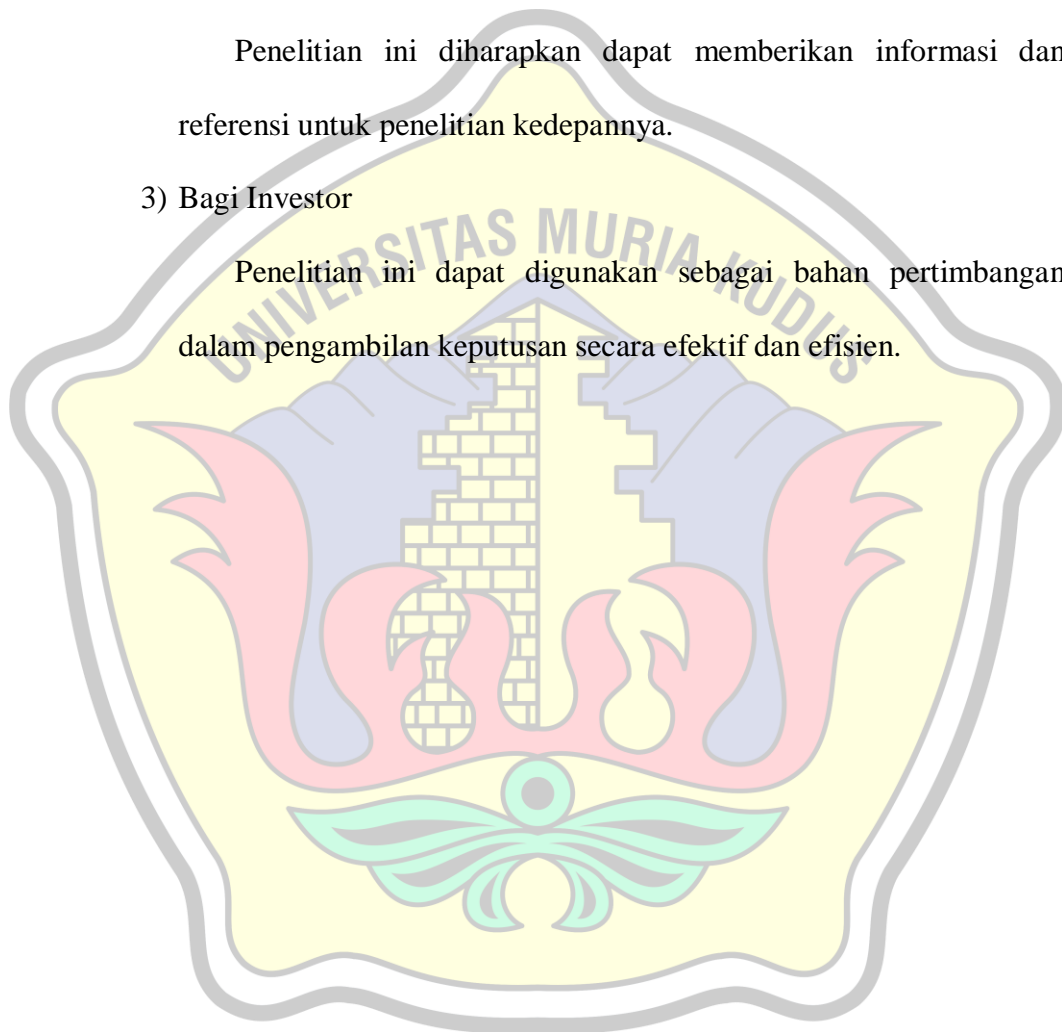 Penelitian ini diharapkan dapat memberikan informasi dan
referensi untuk penelitian kedepannya.
3) Bagi Investor
UNIVERSITAS MURIA KUDUS
Penelitian ini dapat digunakan sebagai bahan pertimbangan
dalam pengambilan keputusan secara efektif dan efisien.